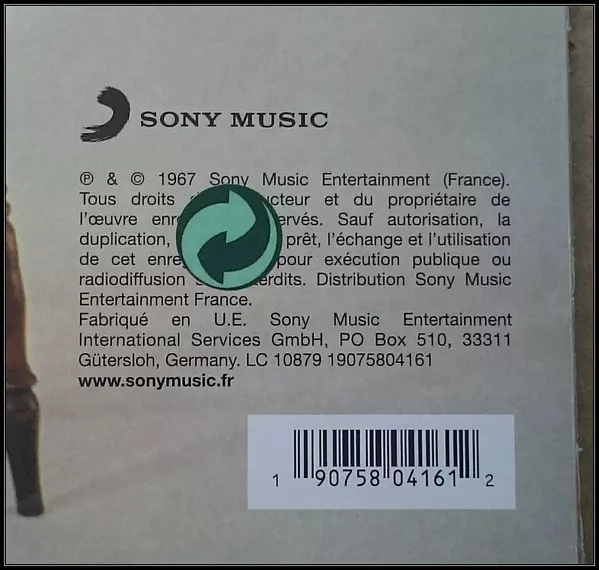 SONY MUSIC
℗ & © 1967 Sony Music Entertainment (France).
Tous droits d ucteur et du propriétaire de
l'œuvre enre ervés. Sauf autorisation, la
duplication, prêt, l'échange et l'utilisation
de cet enre pour exécution publique ou
radiodiffusion s erdits. Distribution Sony Music
Entertainment France.
Fabriqué en U.E. Sony Music Entertainment
International Services GmbH, PO Box 510, 33311
Gütersloh, Germany. LC 10879 19075804161
www.sonymusic.fr
1 90758 04161 2